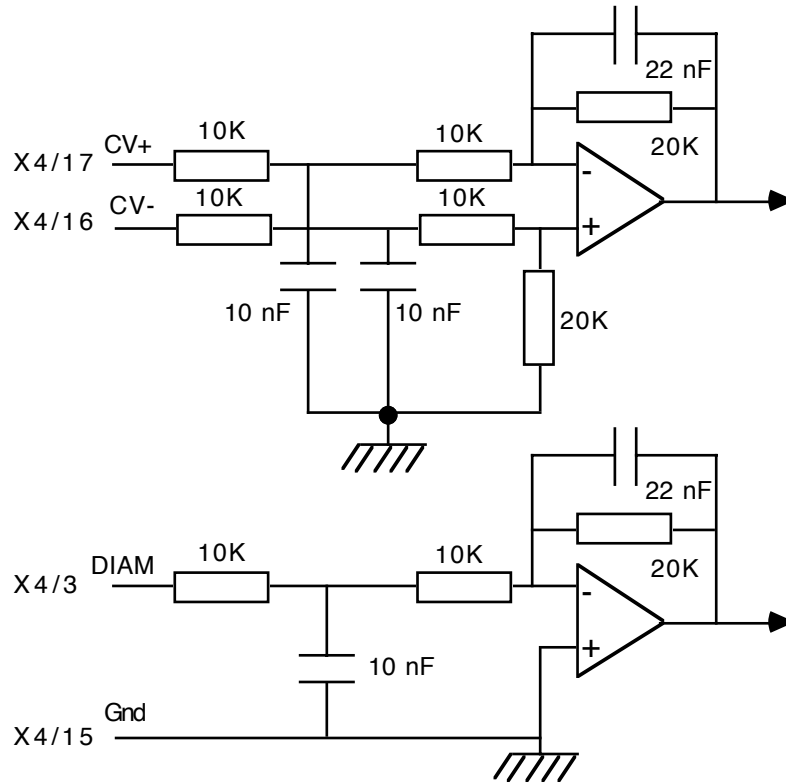 22 nF
20K
X4/17
CV+
10K
10K
-
X4/16
CV-
10K
10K
+
10 nF
10 nF
20K
22 nF
20K
X4/3
DIAM
10K
10K
-
+
10 nF
X4/15
Gnd